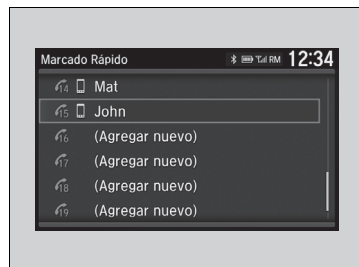 Marcado Rápido RM 12:34
14 Mat
15 John
16 (Agregar nuevo)
17 (Agregar nuevo)
18 (Agregar nuevo)
19 (Agregar nuevo)